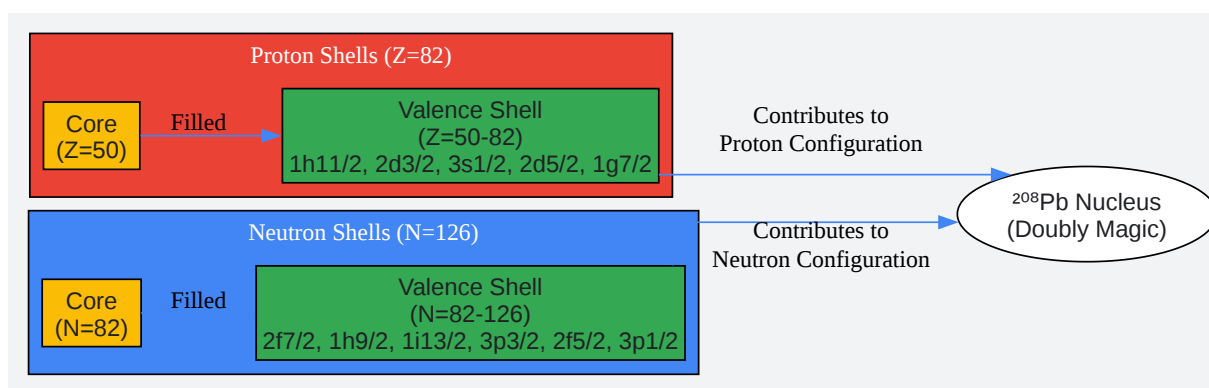 Proton Shells (Z=82)
Core
(Z=50)
Filled
Valence Shell
(Z=50-82)
1h11/2, 2d3/2, 3s1/2, 2d5/2, 1g7/2
Contributes to
Proton Configuration
Neutron Shells (N=126)
Core
(N=82)
Filled
Valence Shell
(N=82-126)
2f7/2, 1h9/2, 1i13/2, 3p3/2, 2f5/2, 3p1/2
Contributes to
Neutron Configuration
²⁰⁸Pb Nucleus
(Doubly Magic)